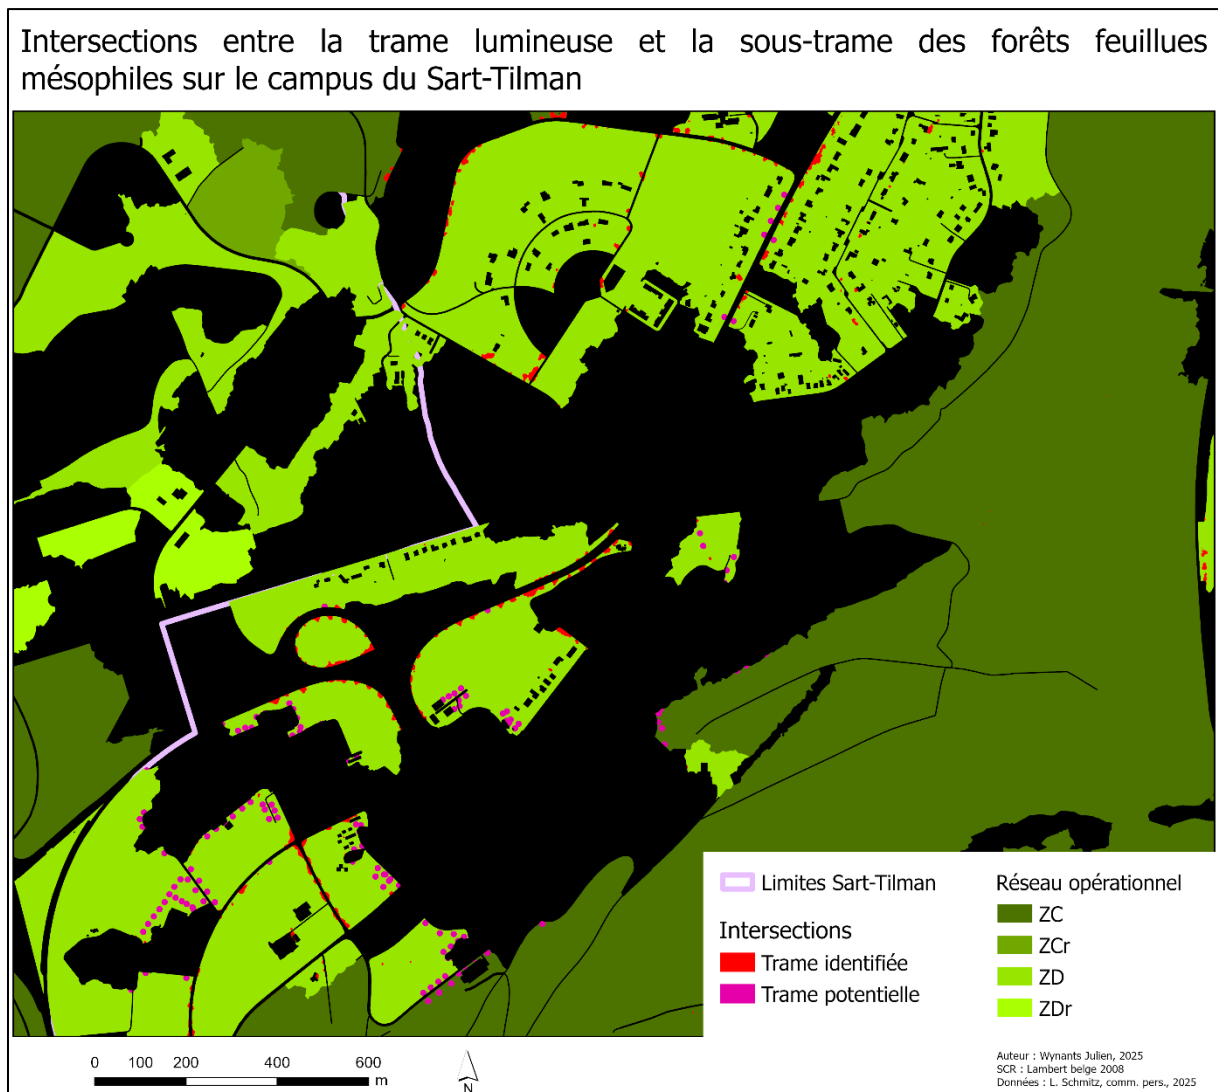 Intersections entre la trame lumineuse et la sous-trame des forêts feuillues
mésophiles sur le campus du Sart-Tilman
Limites Sart-Tilman
Intersections
Trame identifiée
Trame potentielle
Réseau opérationnel
ZC
ZCr
ZD
ZDr
0 100 200 400 600
m
N
Auteur : Wynants Julien, 2025
SCR : Lambert belge 2008
Données : L. Schmitz, comm. pers., 2025